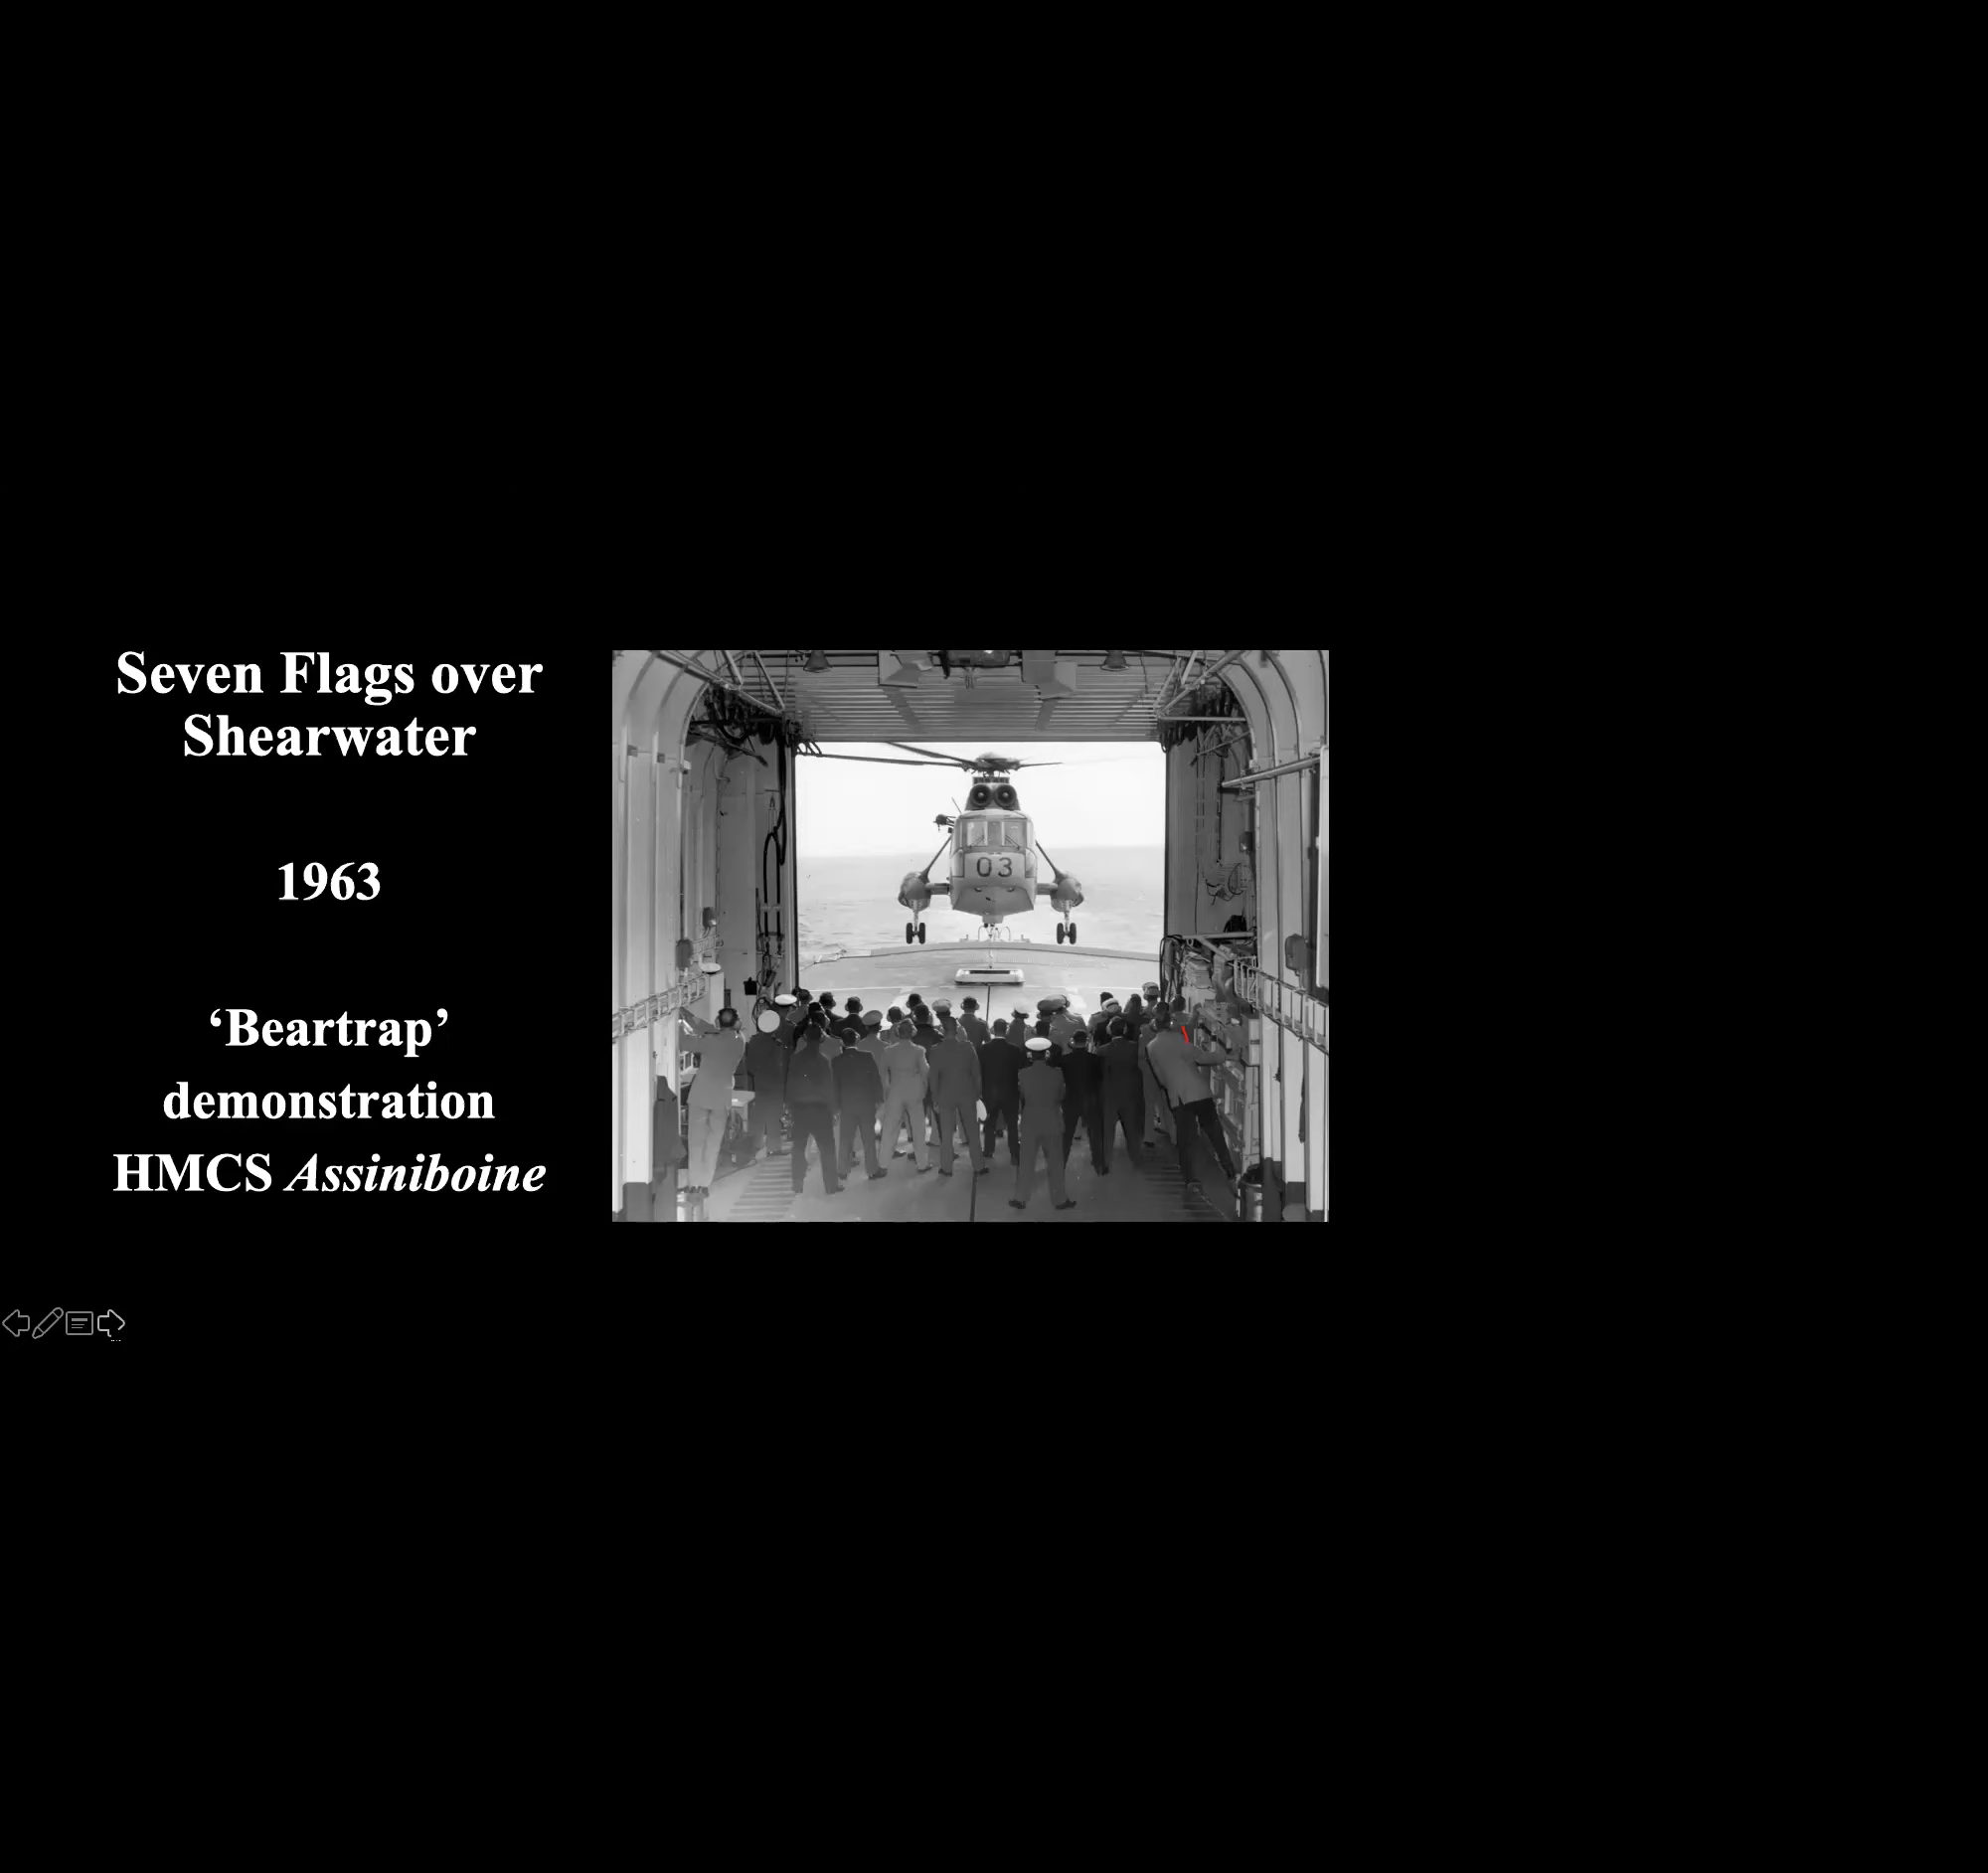 Seven Flags over
Shearwater
1963
‘Beartrap’
demonstration
HMCS Assiniboine
03